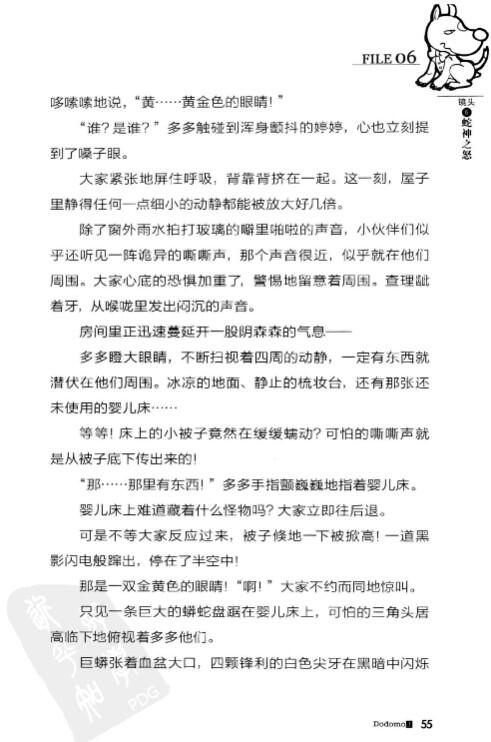 FILE 06
镜头
6
蛇神之怒
哆嗦嗦地说，“黄……黄金色的眼睛！”
“谁？是谁？”多多触碰到浑身颤抖的婷婷，心也立刻提
到了嗓子眼。
大家紧张地屏住呼吸，背靠背挤在一起。这一刻，屋子
里静得任何一点细小的动静都能被放大好几倍。
除了窗外雨水拍打玻璃的噼里啪啦的声音，小伙伴们似
乎还听见一阵诡异的嘶嘶声，那个声音很近，似乎就在他们
周围。大家心底的恐惧加重了，警惕地留意着周围。查理龇
着牙，从喉咙里发出闷沉的声音。
房间里正迅速蔓延开一股阴森森的气息——
多多瞪大眼睛，不断扫视着四周的动静，一定有东西就
潜伏在他们周围。冰凉的地面、静止的梳妆台，还有那张还
未使用的婴儿床……
等等！床上的小被子竟然在缓缓蠕动？可怕的嘶嘶声就
是从被子底下传出来的！
“那……那里有东西！”多多手指颤巍巍地指着婴儿床。
婴儿床上难道藏着什么怪物吗？大家立即往后退。
可是不等大家反应过来，被子倏地一下被掀高！一道黑
影闪电般蹿出，停在了半空中！
那是一双金黄色的眼睛！“啊！”大家不约而同地惊叫。
只见一条巨大的蟒蛇盘踞在婴儿床上，可怕的三角头居
高临下地俯视着多多他们。
巨蟒张着血盆大口，四颗锋利的白色尖牙在黑暗中闪烁
PDG
Dodomo 1 55